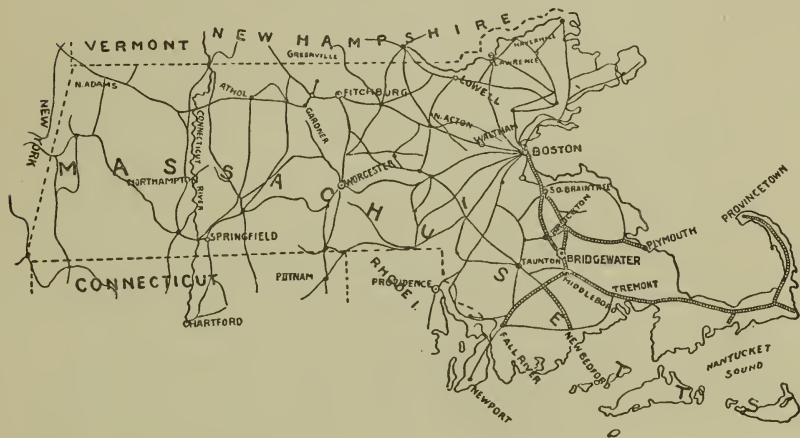 VERMONT
NEW HAMPSHIRE
GREENVILLE
HAVERHILL
LAWRENCE
N. ADAMS
ATHOL
FITCHBURG
LOWELL
GARDNER
NEW YORK
CONNECTICUT RIVER
N. ACTON
WALTHAM
BOSTON
MASSACHUSETTS
NORTHAMPTON
WORCESTER
SO. BRAINTREE
BROCKTON
PROVINCETOWN
PLYMOUTH
SPRINGFIELD
TAUNTON
BRIDGEWATER
CONNECTICUT
PUTNAM
RHODE I.
PROVIDENCE
MIDDLEBORO
TREMONT
HARTFORD
FALL RIVER
NEW BEDFORD
NANTUCKET
SOUND
NEWPORT